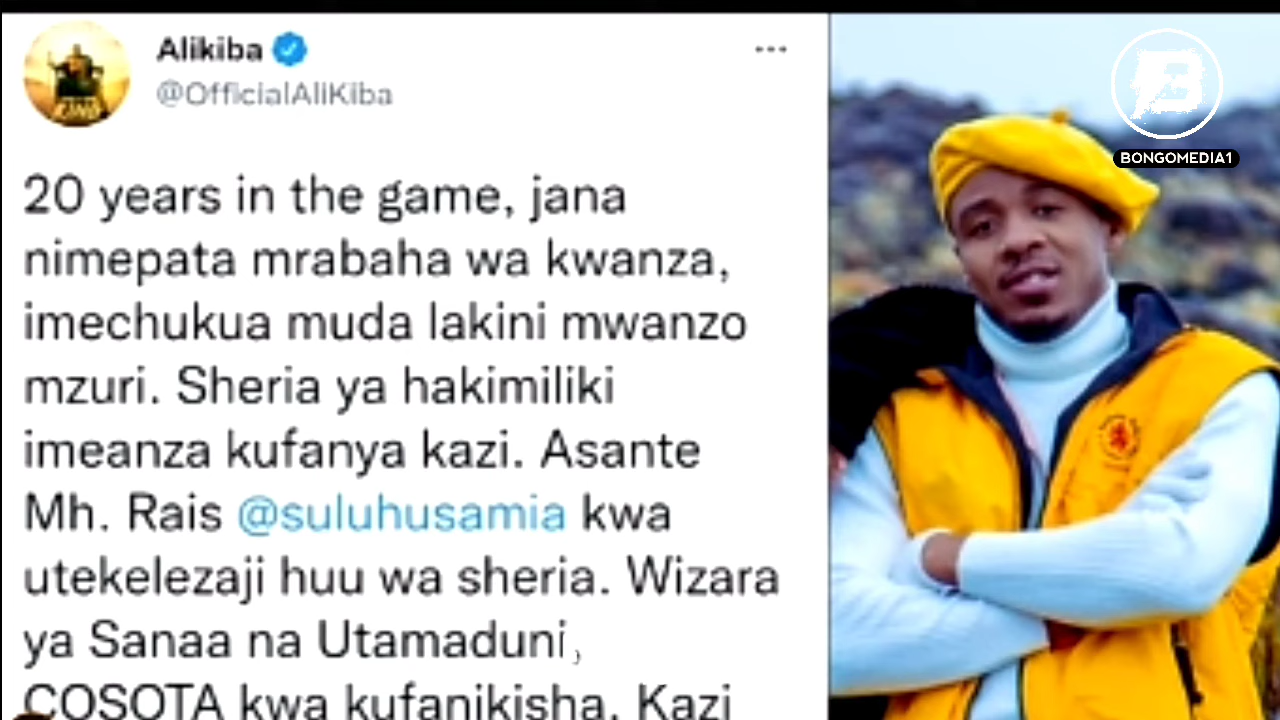 Alikiba
@OfficialAliKiba
20 years in the game, jana
nimepata mrabaha wa kwanza,
imechukua muda lakini mwanzo
mzuri. Sheria ya hakimiliki
imeanza kufanya kazi. Asante
Mh. Rais @suluhusamia kwa
utekelezaji huu wa sheria. Wizara
ya Sanaa na Utamaduni,
COSOTA kwa kufanikisha. Kazi
B
BONGOMEDIA1